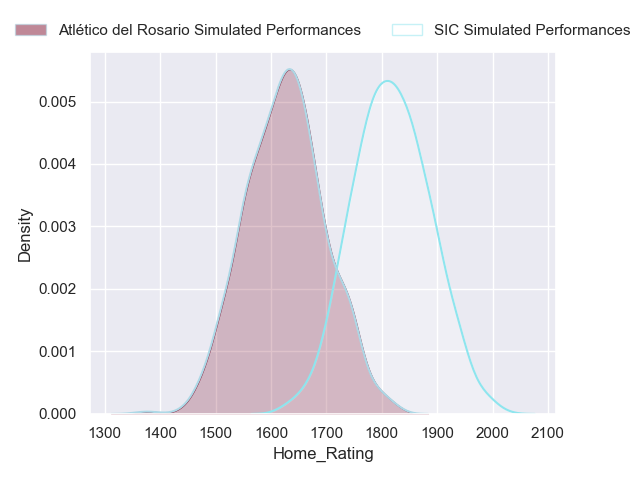 Atlético del Rosario Simulated Performances SIC Simulated Performances
0.005
0.004
0.003
0.002
0.001
0.000
Density
1300 1400 1500 1600 1700 1800 1900 2000 2100
Home_Rating